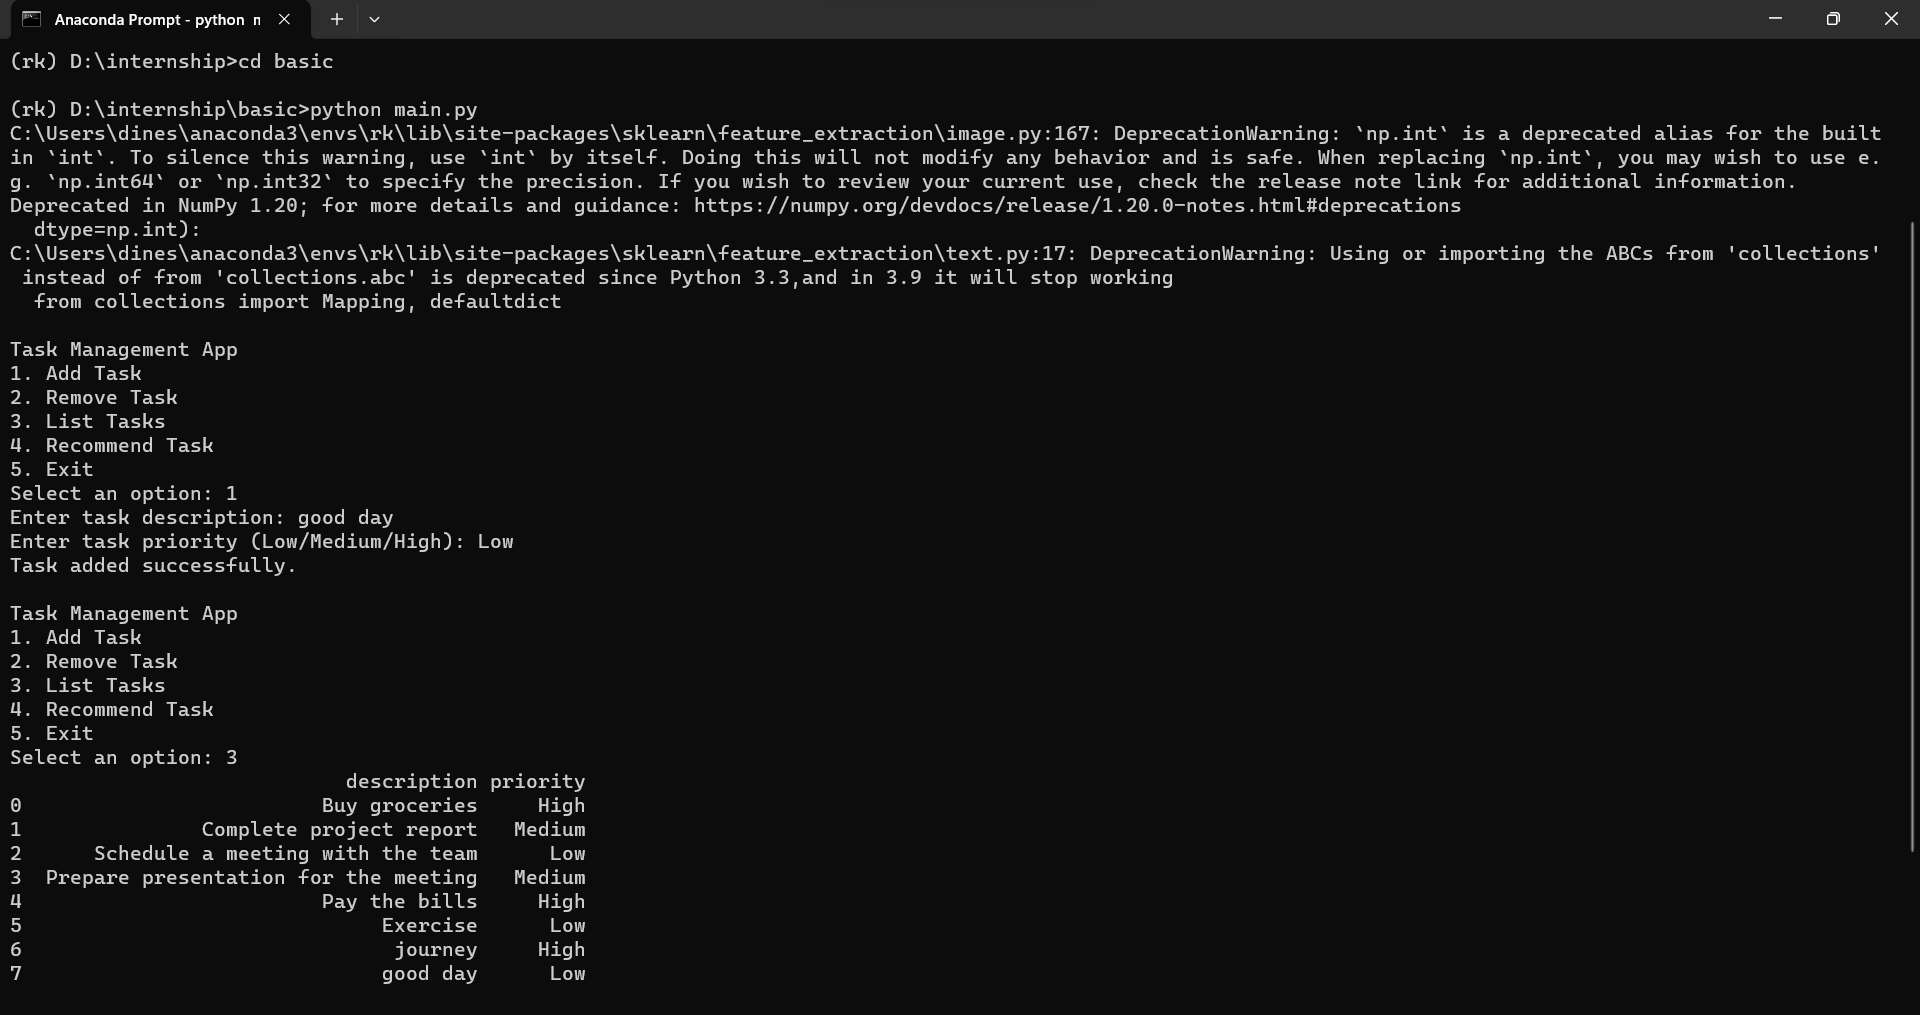 Anaconda Prompt - python n
(rk) D:\internship>cd basic
(rk) D:\internship\basic>python main.py
C:\Users\dines\anaconda3\envs\rk\lib\site-packages\sklearn\feature_extraction\image.py:167: DeprecationWarning: `np.int` is a deprecated alias for the built
in `int`. To silence this warning, use `int` by itself. Doing this will not modify any behavior and is safe. When replacing `np.int`, you may wish to use e.
g. `np.int64` or `np.int32` to specify the precision. If you wish to review your current use, check the release note link for additional information.
Deprecated in NumPy 1.20; for more details and guidance: https://numpy.org/devdocs/release/1.20.0-notes.html#deprecations
  dtype=np.int):
C:\Users\dines\anaconda3\envs\rk\lib\site-packages\sklearn\feature_extraction\text.py:17: DeprecationWarning: Using or importing the ABCs from 'collections'
 instead of from 'collections.abc' is deprecated since Python 3.3,and in 3.9 it will stop working
  from collections import Mapping, defaultdict
Task Management App
1. Add Task
2. Remove Task
3. List Tasks
4. Recommend Task
5. Exit
Select an option: 1
Enter task description: good day
Enter task priority (Low/Medium/High): Low
Task added successfully.
Task Management App
1. Add Task
2. Remove Task
3. List Tasks
4. Recommend Task
5. Exit
Select an option: 3
                            description priority
0                         Buy groceries     High
1               Complete project report   Medium
2      Schedule a meeting with the team      Low
3  Prepare presentation for the meeting   Medium
4                         Pay the bills     High
5                              Exercise      Low
6                               journey     High
7                              good day      Low